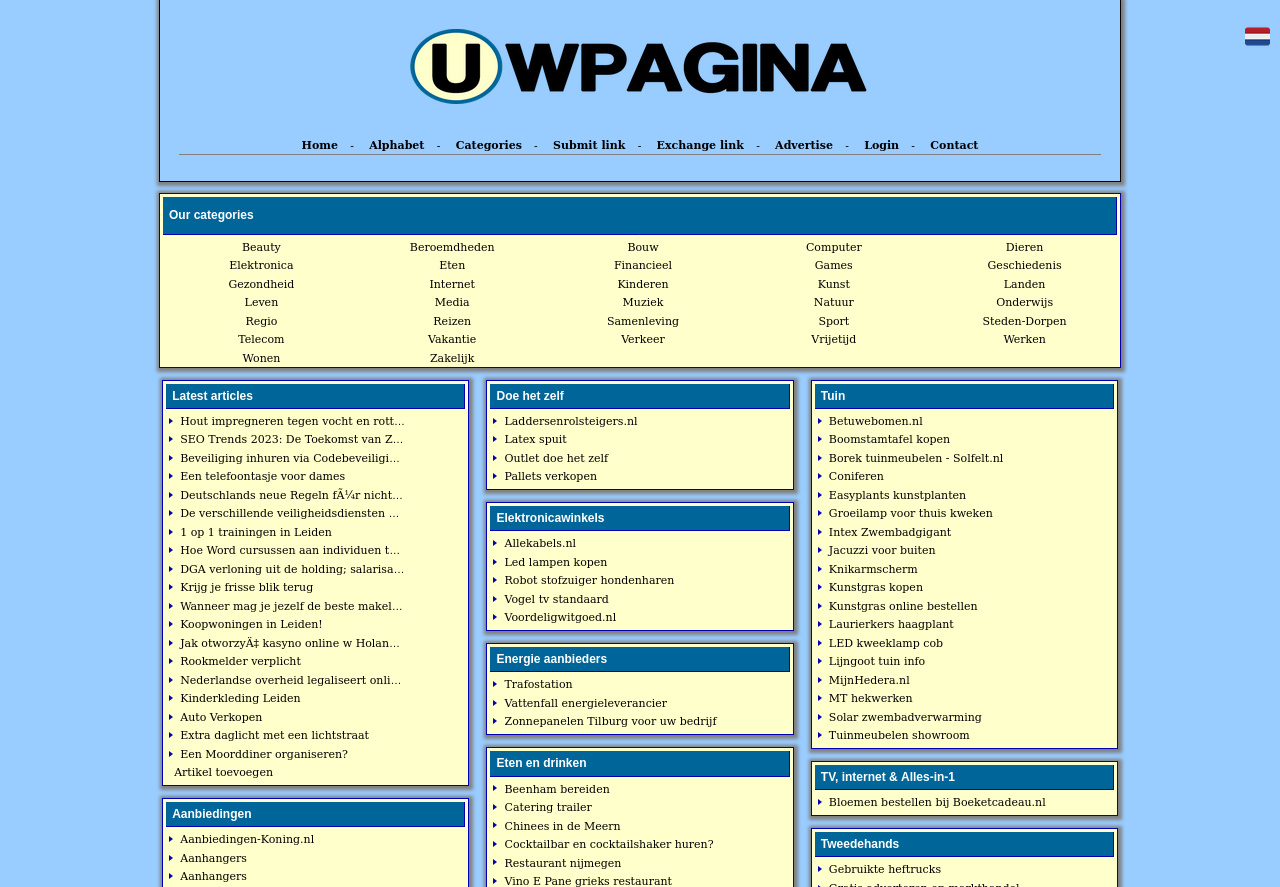 UWPAGINA
Home - Alphabet - Categories - Submit link - Exchange link - Advertise - Login - Contact
Our categories
Beauty Beroemdheden Bouw Computer Dieren
Elektronica Eten Financieel Games Geschiedenis
Gezondheid Internet Kinderen Kunst Landen
Leven Media Muziek Natuur Onderwijs
Regio Reizen Samenleving Sport Steden-Dorpen
Telecom Vakantie Verkeer Vrijetijd Werken
Wonen Zakelijk
Latest articles
Hout impregneren tegen vocht en rott...
SEO Trends 2023: De Toekomst van Z...
Beveiliging inhuren via Codebeveiligi...
Een telefoontasje voor dames
Deutschlands neue Regeln fÃ¼r nicht...
De verschillende veiligheidsdiensten ...
1 op 1 trainingen in Leiden
Hoe Word cursussen aan individuen t...
DGA verloning uit de holding; salarisa...
Krijg je frisse blik terug
Wanneer mag je jezelf de beste makel...
Koopwoningen in Leiden!
Jak otworzyÄ‡ kasyno online w Holan...
Rookmelder verplicht
Nederlandse overheid legaliseert onli...
Kinderkleding Leiden
Auto Verkopen
Extra daglicht met een lichtstraat
Een Moorddiner organiseren?
Artikel toevoegen
Aanbiedingen
Aanbiedingen-Koning.nl
Aanhangers
Aanhangers
Doe het zelf
Laddersenrolsteigers.nl
Latex spuit
Outlet doe het zelf
Pallets verkopen
Elektronicawinkels
Allekabels.nl
Led lampen kopen
Robot stofzuiger hondenharen
Vogel tv standaard
Voordeligwitgoed.nl
Energie aanbieders
Trafostation
Vattenfall energieleverancier
Zonnepanelen Tilburg voor uw bedrijf
Eten en drinken
Beenham bereiden
Catering trailer
Chinees in de Meern
Cocktailbar en cocktailshaker huren?
Restaurant nijmegen
Vino E Pane grieks restaurant
Tuin
Betuwebomen.nl
Boomstamtafel kopen
Borek tuinmeubelen - Solfelt.nl
Coniferen
Easyplants kunstplanten
Groeilamp voor thuis kweken
Intex Zwembadgigant
Jacuzzi voor buiten
Knikarmscherm
Kunstgras kopen
Kunstgras online bestellen
Laurierkers haagplant
LED kweeklamp cob
Lijngoot tuin info
MijnHedera.nl
MT hekwerken
Solar zwembadverwarming
Tuinmeubelen showroom
TV, internet & Alles-in-1
Bloemen bestellen bij Boeketcadeau.nl
Tweedehands
Gebruikte heftrucks
Gratis adverteren op markthandel